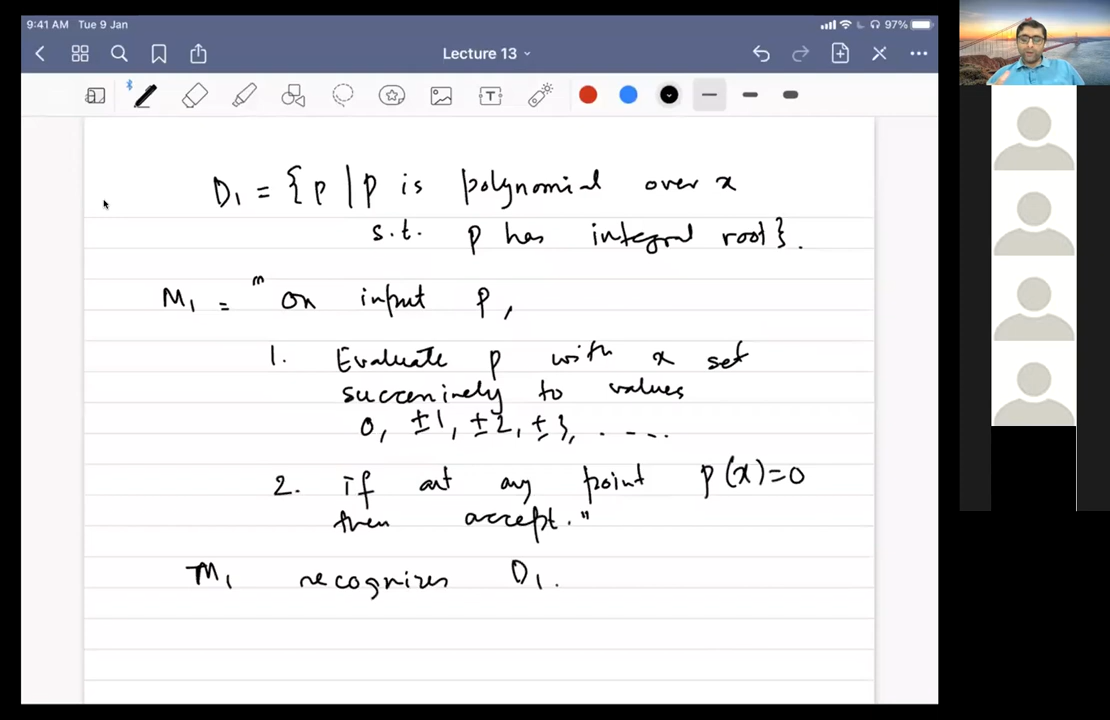 9:41 AM Tue 9 Jan
97%
Lecture 13
D₁ = {p | p is polynomial over x
s.t. p has integral root}.
M₁ = " on input p,
1. Evaluate p with x set
successively to values
0, ±1, ±2, ±3, .....
2. if at any point p(x)=0
then accept."
M₁ recognizes D₁.